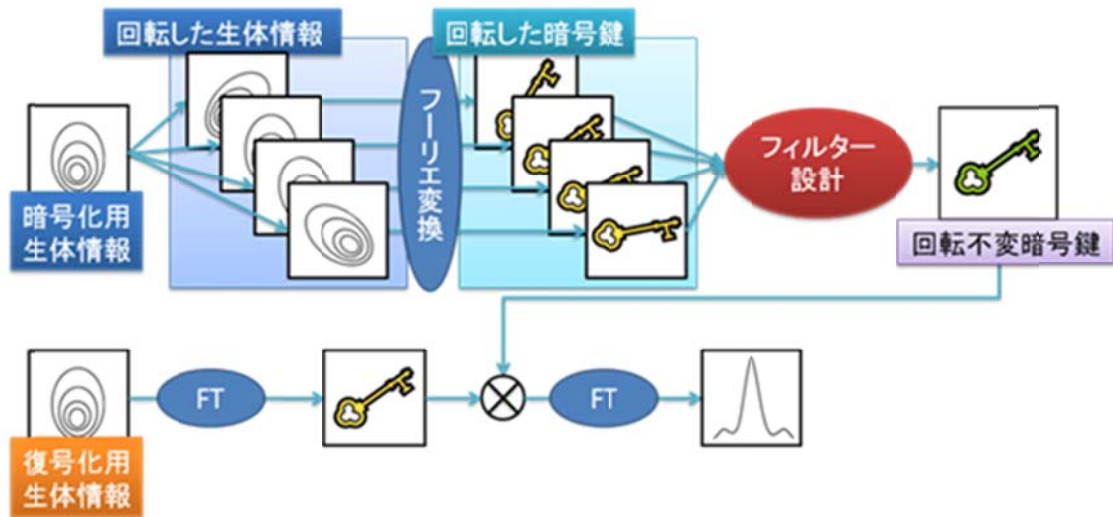 回転した生体情報
回転した暗号鍵
フーリエ変換
フィルター
設計
暗号化用
生体情報
回転不変暗号鍵
FT
FT
復号化用
生体情報